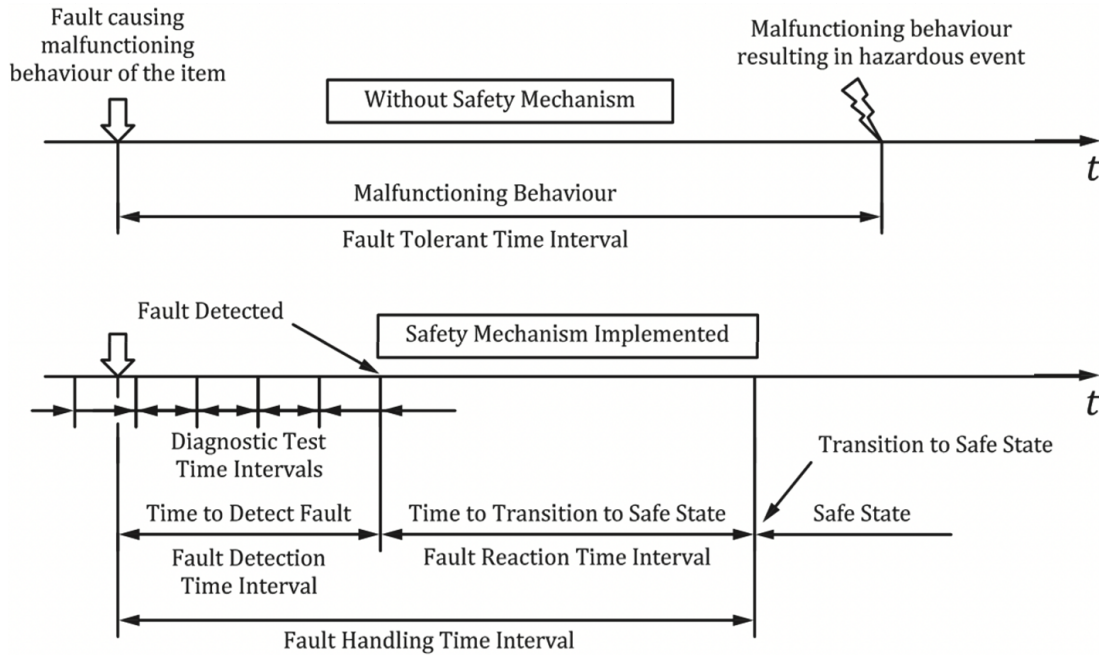 Fault causing
malfunctioning
behaviour of the item
Malfunctioning behaviour
resulting in hazardous event
Without Safety Mechanism
t
Malfunctioning Behaviour
Fault Tolerant Time Interval
Fault Detected
Safety Mechanism Implemented
t
Diagnostic Test
Time Intervals
Transition to Safe State
Time to Detect Fault
Time to Transition to Safe State
Safe State
Fault Detection
Time Interval
Fault Reaction Time Interval
Fault Handling Time Interval